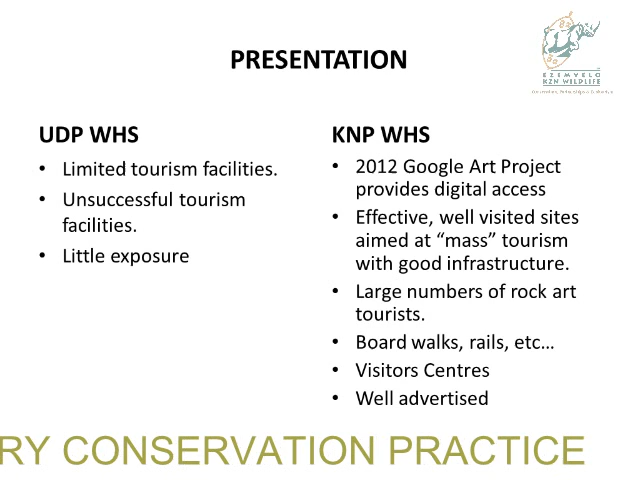 PRESENTATION
EZEMVELO
KZN WILDLIFE
UDP WHS
• Limited tourism facilities.
• Unsuccessful tourism
facilities.
• Little exposure
KNP WHS
• 2012 Google Art Project
provides digital access
• Effective, well visited sites
aimed at “mass” tourism
with good infrastructure.
• Large numbers of rock art
tourists.
• Board walks, rails, etc…
• Visitors Centres
• Well advertised
RY CONSERVATION PRACTICE